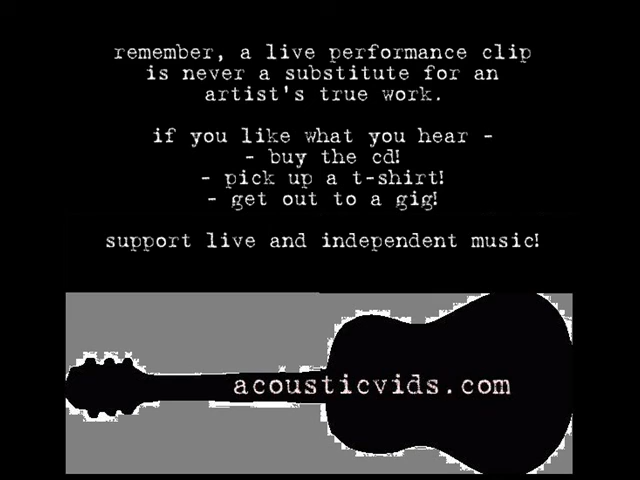 remember, a live performance clip
is never a substitute for an
artist's true work.
if you like what you hear -
- buy the cd!
- pick up a t-shirt!
- get out to a gig!
support live and independent music!
acousticvids.com